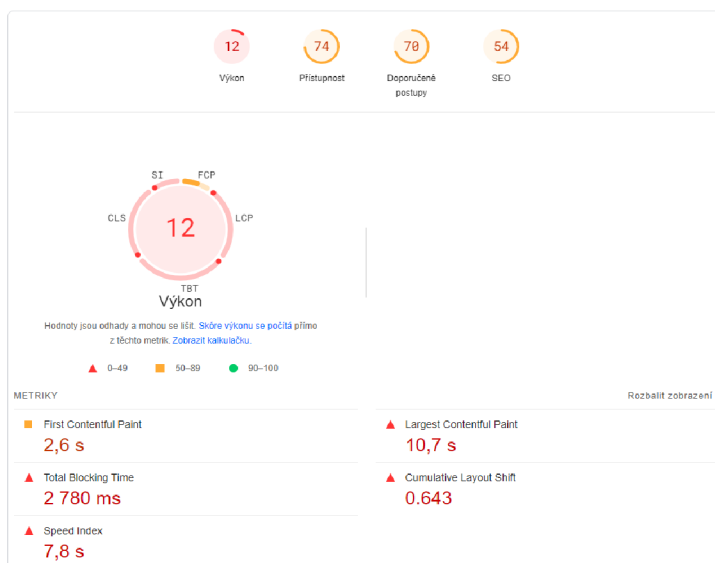 12
74
70
54
Výkon
Přístupnost
Doporučené
postupy
SEO
SI
FCP
CLS
LCP
12
TBT
Výkon
Hodnoty jsou odhady a mohou se lišit. Skóre výkonu se počítá přímo
z těchto metrik. Zobrazit kalkulačku.
0–49
50–89
90–100
METRIKY
Rozbalit zobrazení
First Contentful Paint
2,6 s
Largest Contentful Paint
10,7 s
Total Blocking Time
2 780 ms
Cumulative Layout Shift
0.643
Speed Index
7,8 s